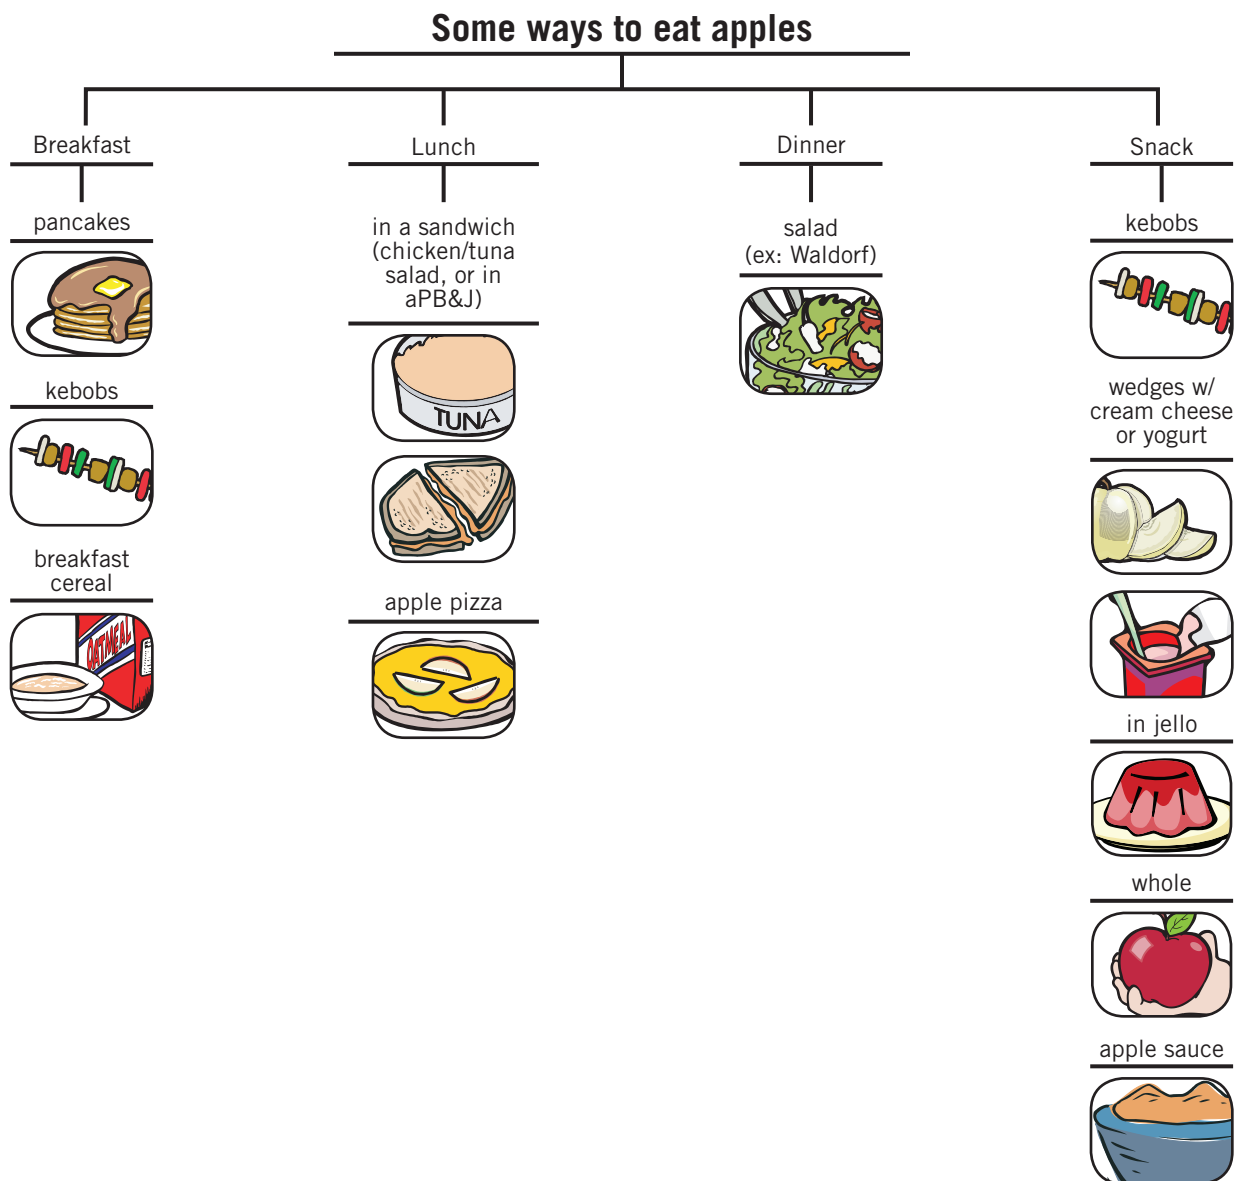 Some ways to eat apples
Breakfast
pancakes
kebobs
breakfast
cereal
OATMEAL
Lunch
in a sandwich
(chicken/tuna
salad, or in
aPB&J)
TUNA
apple pizza
Dinner
salad
(ex: Waldorf)
Snack
kebobs
wedges w/
cream cheese
or yogurt
in jello
whole
apple sauce